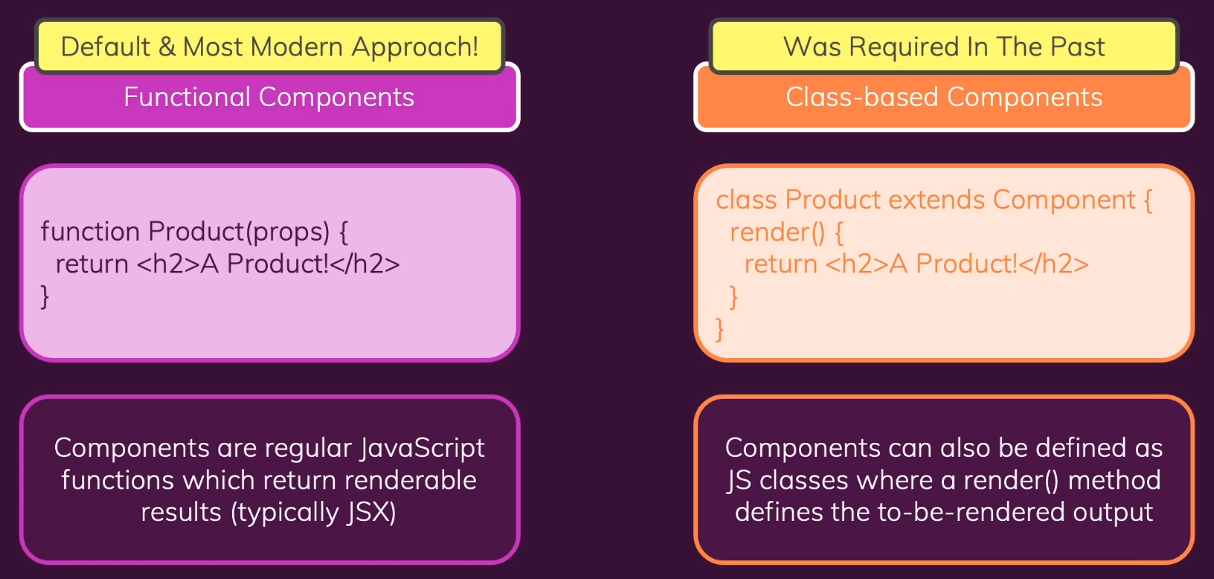 Default & Most Modern Approach!
Functional Components
function Product(props) {
  return <h2>A Product!</h2>
}
Components are regular JavaScript
functions which return renderable
results (typically JSX)
Was Required In The Past
Class-based Components
class Product extends Component {
  render() {
    return <h2>A Product!</h2>
  }
}
Components can also be defined as
JS classes where a render() method
defines the to-be-rendered output